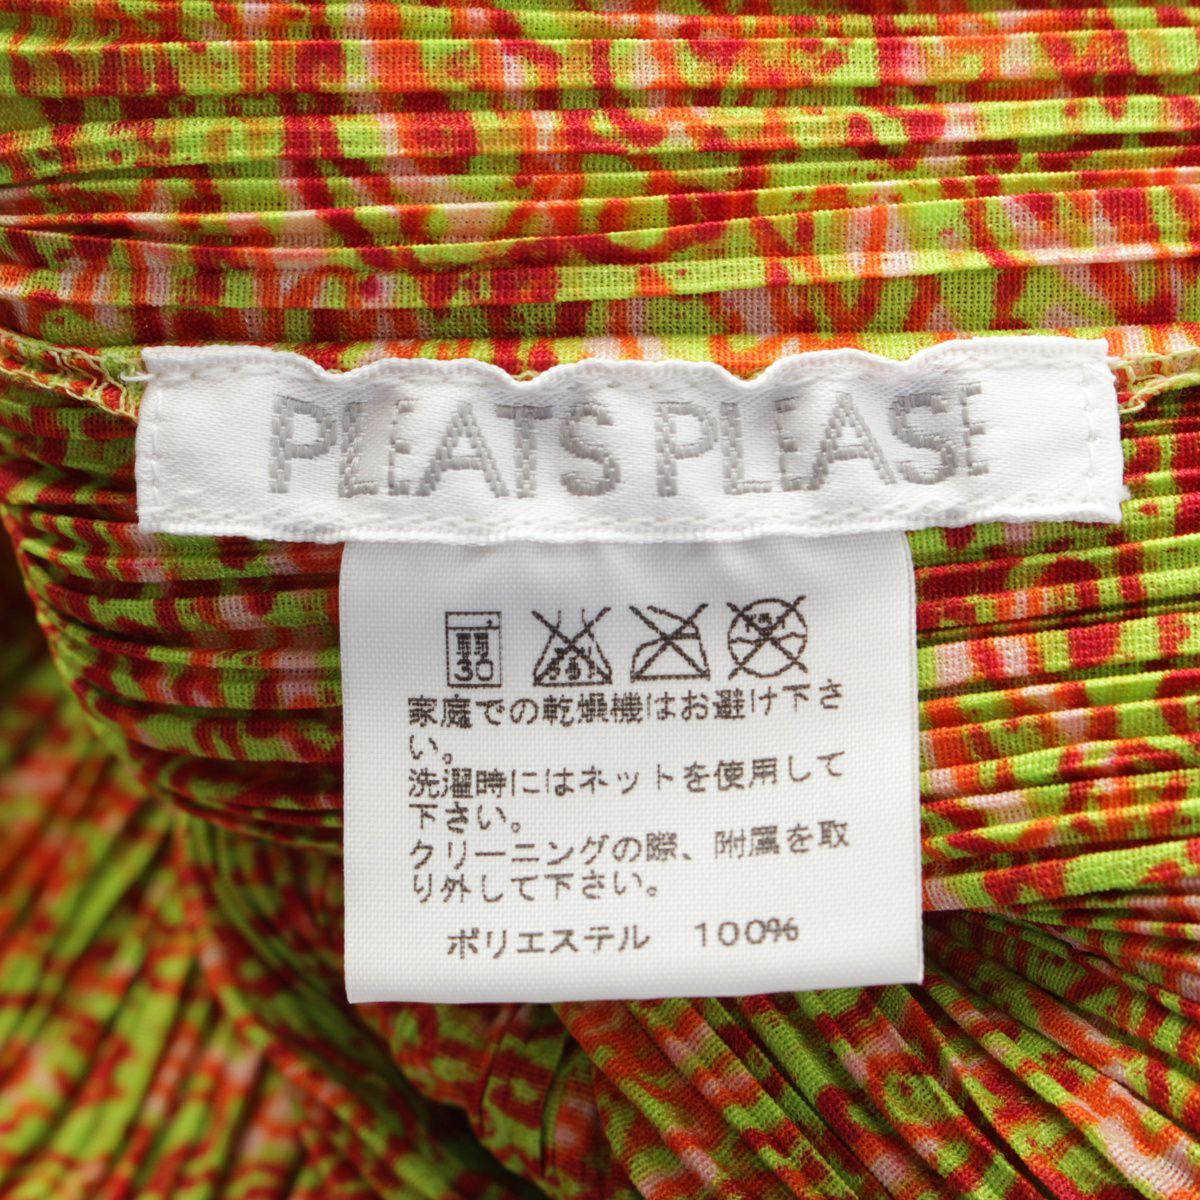 PLEATS PLEASE
弱
30
家庭での乾燥機はお避け下さ
い。
洗濯時にはネットを使用して
下さい。
クリーニングの際、附属を取
り外して下さい。
ポリエステル 100%